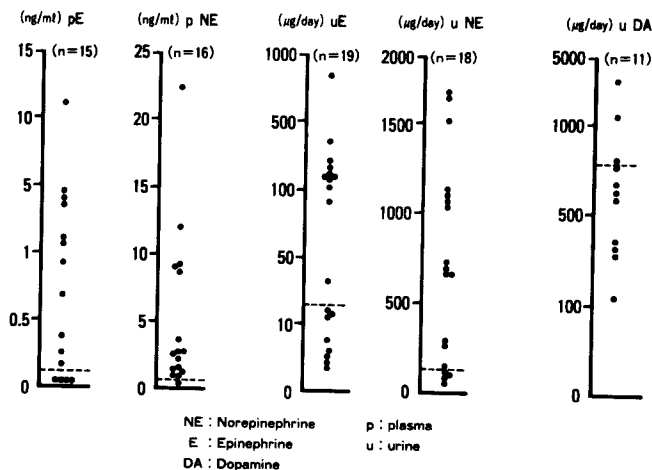 (ng/mℓ) pE
(ng/mℓ) p NE
(μg/day) uE
(μg/day) u NE
(μg/day) u DA
(n=15)
(n=16)
(n=19)
(n=18)
(n=11)
15
10
5
1
0.5
0
25
20
15
10
5
0
1000
500
100
50
10
0
2000
1500
1000
500
0
5000
1000
500
100
0
NE : Norepinephrine
p : plasma
E : Epinephrine
u : urine
DA : Dopamine